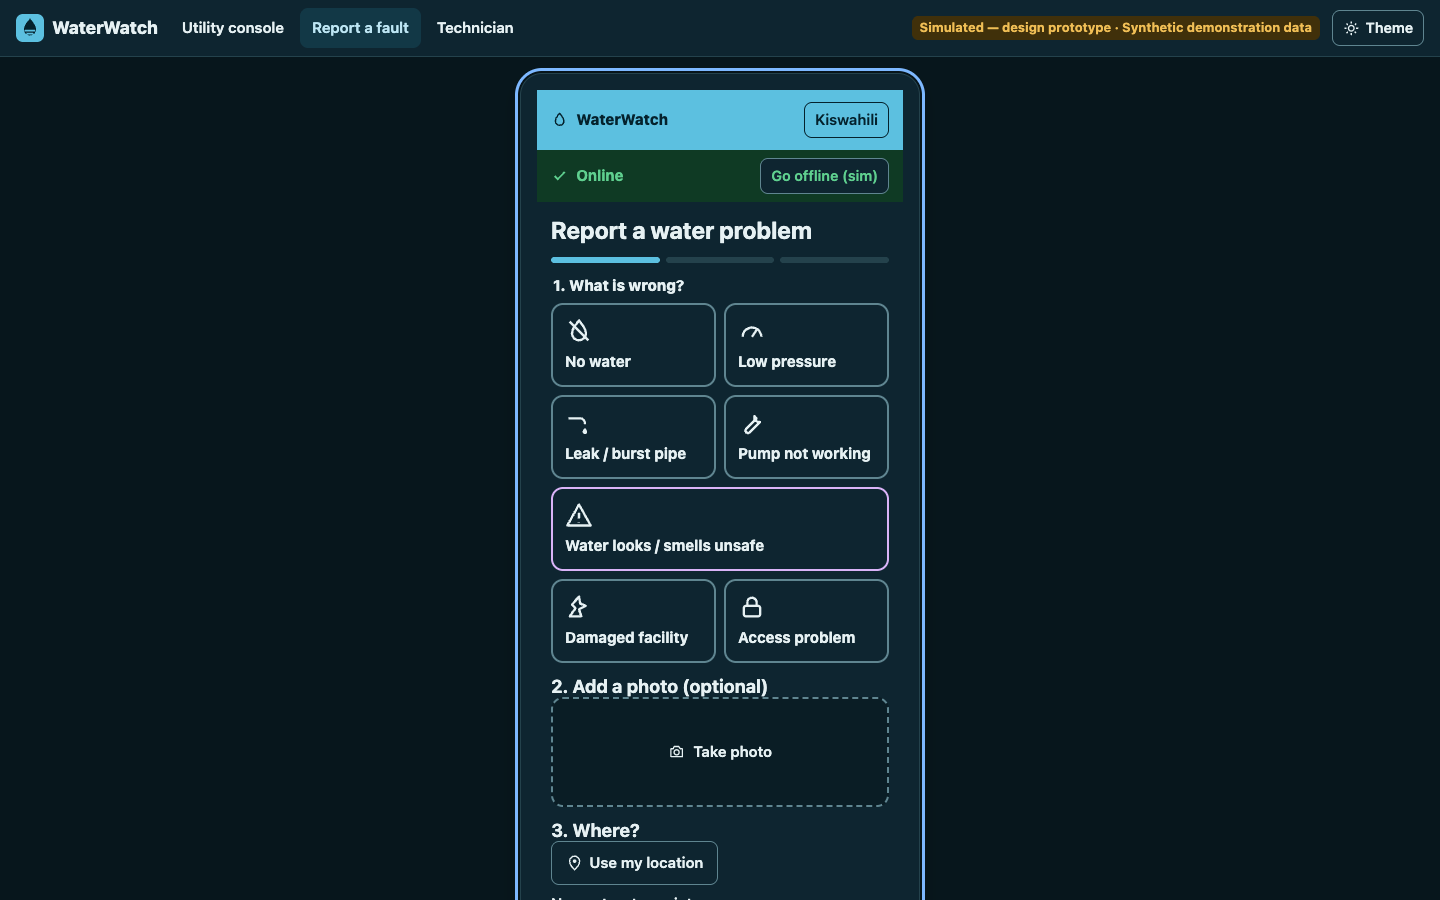 WaterWatch
Utility console
Report a fault
Technician
Simulated — design prototype · Synthetic demonstration data
Theme
WaterWatch
Kiswahili
Online
Go offline (sim)
Report a water problem
1. What is wrong?
No water
Low pressure
Leak / burst pipe
Pump not working
Water looks / smells unsafe
Damaged facility
Access problem
2. Add a photo (optional)
Take photo
3. Where?
Use my location